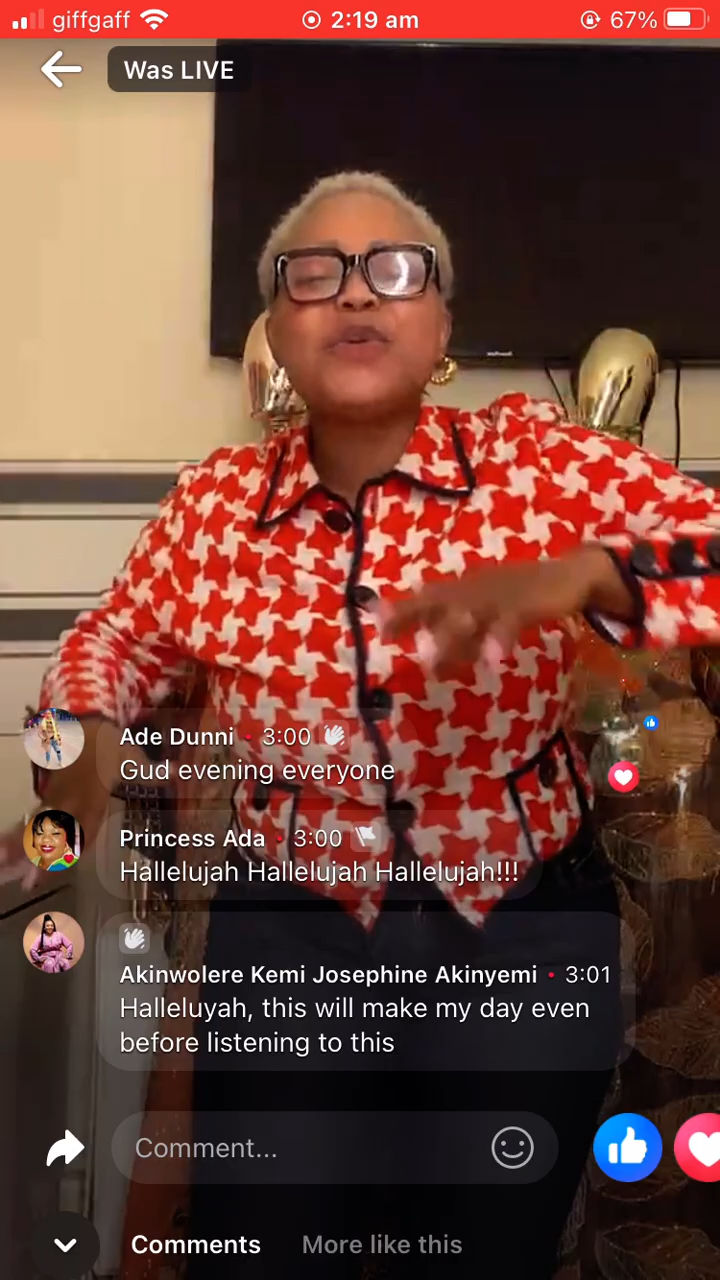 giffgaff
2:19 am
67%
Was LIVE
Ade Dunni • 3:00
Gud evening everyone
Princess Ada • 3:00
Hallelujah Hallelujah Hallelujah!!!
Akinwolere Kemi Josephine Akinyemi • 3:01
Halleluyah, this will make my day even
before listening to this
Comment...
Comments
More like this